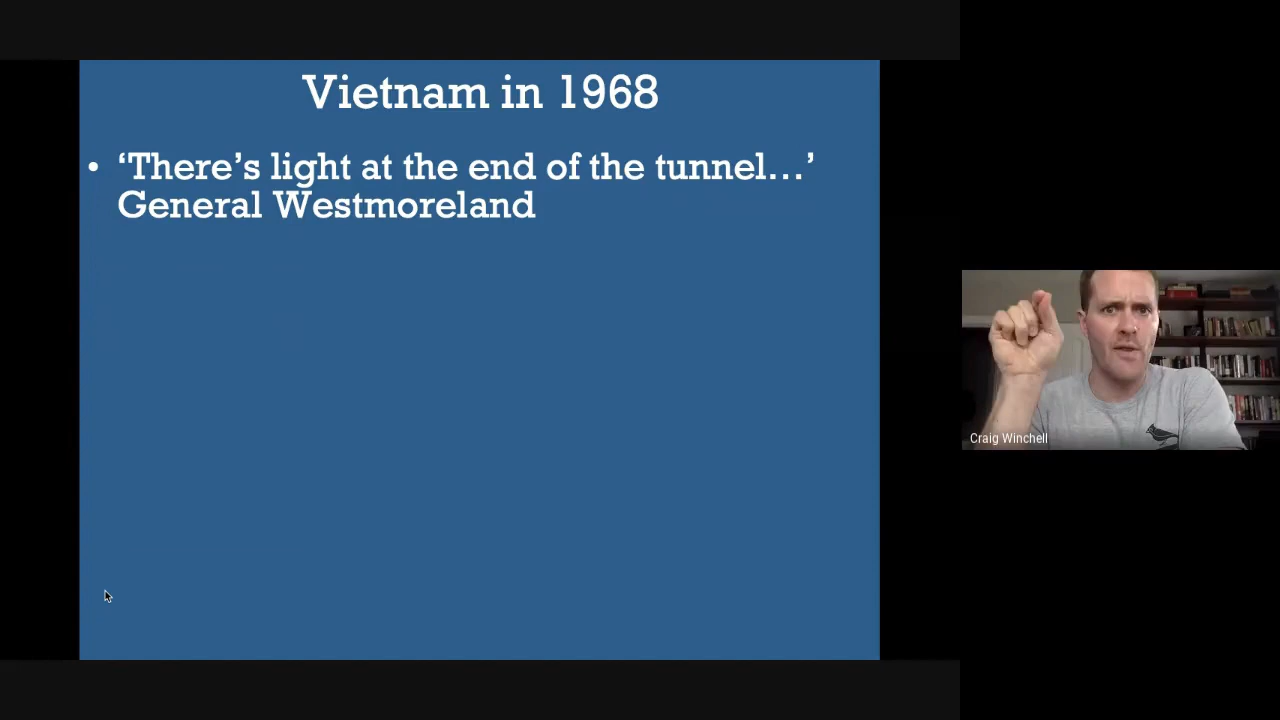 Vietnam in 1968
• ‘There’s light at the end of the tunnel…’
General Westmoreland
Craig Winchell